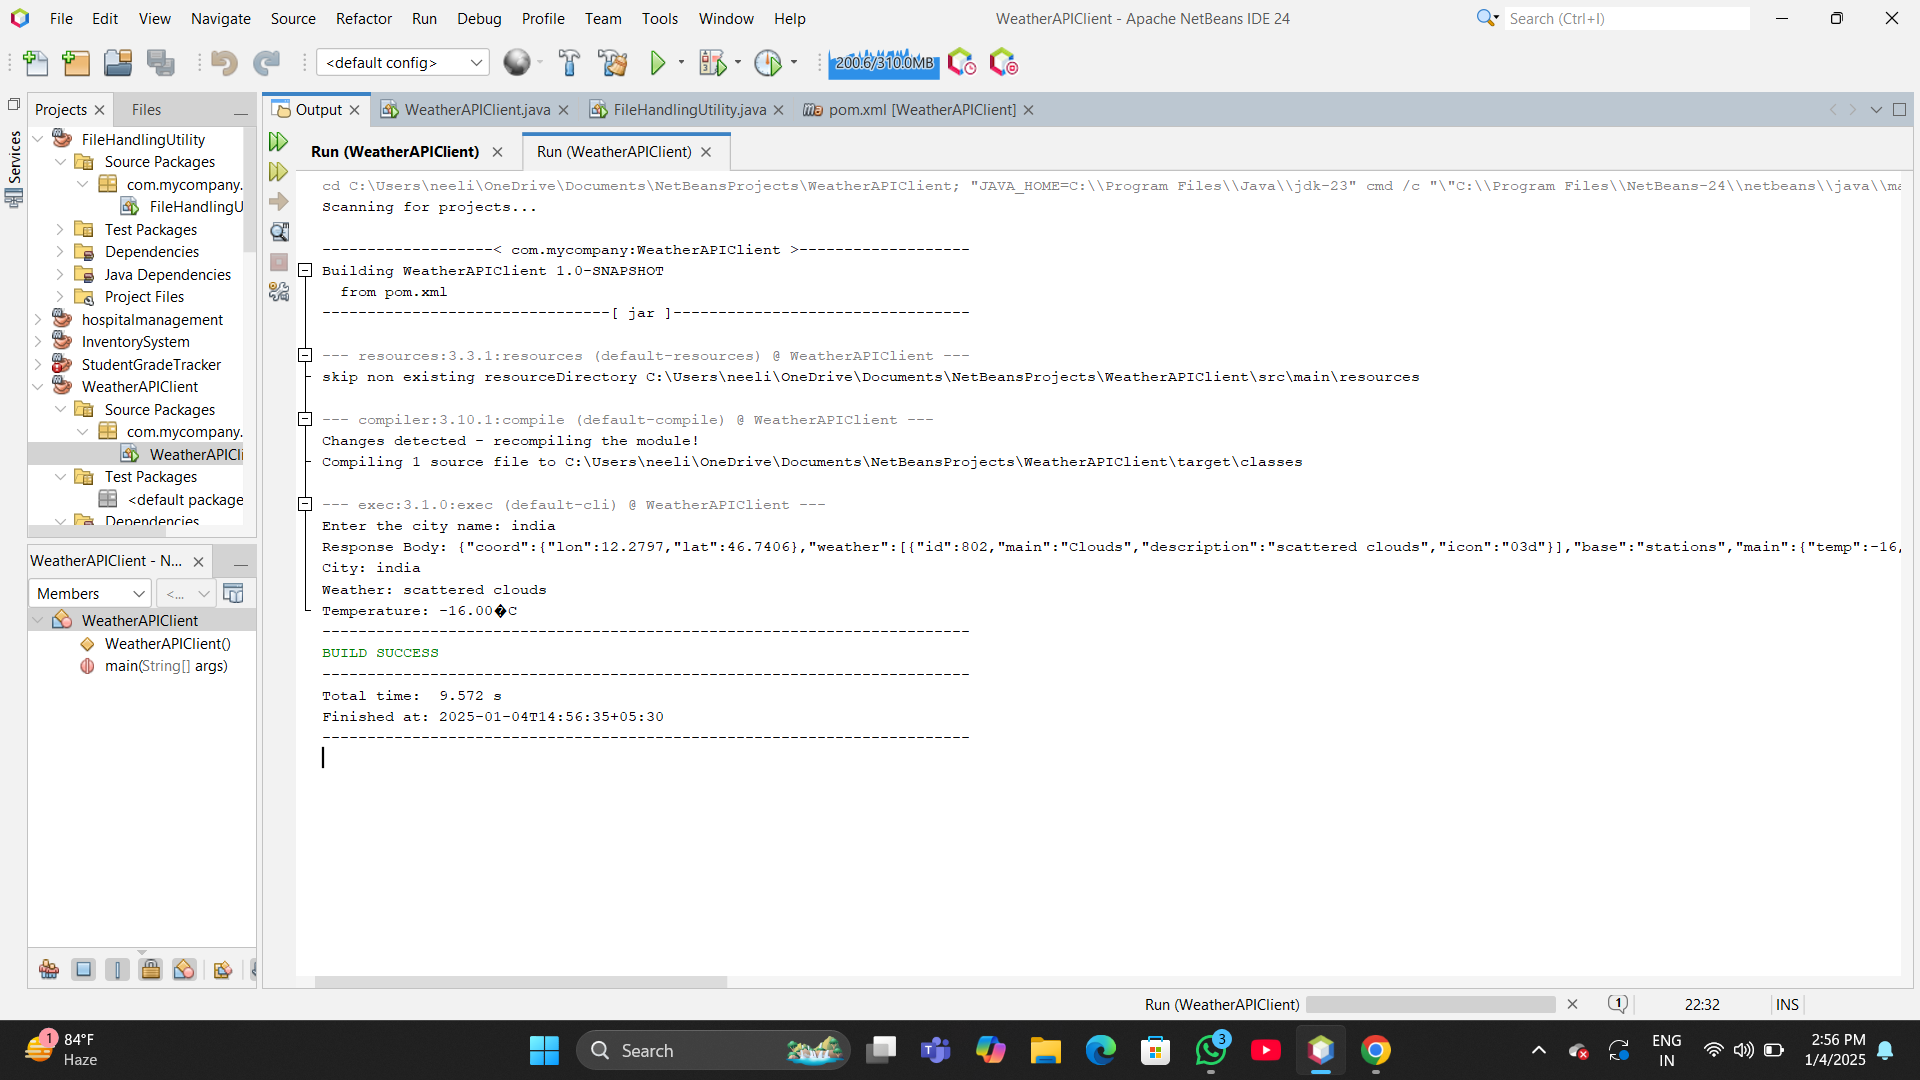 File Edit View Navigate Source Refactor Run Debug Profile Team Tools Window Help
WeatherAPIClient - Apache NetBeans IDE 24
Search (Ctrl+I)
<default config>
200.6/310.0MB
Services
Projects
Files
FileHandlingUtility
Source Packages
com.mycompany.
FileHandlingU
Test Packages
Dependencies
Java Dependencies
Project Files
hospitalmanagement
InventorySystem
StudentGradeTracker
WeatherAPIClient
Source Packages
com.mycompany.
WeatherAPICli
Test Packages
<default package
Dependencies
WeatherAPIClient - N...
Members
<...
WeatherAPIClient
WeatherAPIClient()
main(String[] args)
Output
WeatherAPIClient.java
FileHandlingUtility.java
pom.xml [WeatherAPIClient]
Run (WeatherAPIClient)
Run (WeatherAPIClient)
cd C:\Users\neeli\OneDrive\Documents\NetBeansProjects\WeatherAPIClient; "JAVA_HOME=C:\\Program Files\\Java\\jdk-23" cmd /c "\"C:\\Program Files\\NetBeans-24\\netbeans\\java\\ma
Scanning for projects...
-------------------< com.mycompany:WeatherAPIClient >-------------------
Building WeatherAPIClient 1.0-SNAPSHOT
from pom.xml
--------------------------------[ jar ]---------------------------------
--- resources:3.3.1:resources (default-resources) @ WeatherAPIClient ---
skip non existing resourceDirectory C:\Users\neeli\OneDrive\Documents\NetBeansProjects\WeatherAPIClient\src\main\resources
--- compiler:3.10.1:compile (default-compile) @ WeatherAPIClient ---
Changes detected - recompiling the module!
Compiling 1 source file to C:\Users\neeli\OneDrive\Documents\NetBeansProjects\WeatherAPIClient\target\classes
--- exec:3.1.0:exec (default-cli) @ WeatherAPIClient ---
Enter the city name: india
Response Body: {"coord":{"lon":12.2797,"lat":46.7406},"weather":[{"id":802,"main":"Clouds","description":"scattered clouds","icon":"03d"}],"base":"stations","main":{"temp":-16,
City: india
Weather: scattered clouds
Temperature: -16.00�C
------------------------------------------------------------------------
BUILD SUCCESS
------------------------------------------------------------------------
Total time:  9.572 s
Finished at: 2025-01-04T14:56:35+05:30
------------------------------------------------------------------------
Run (WeatherAPIClient)
1
22:32
INS
1
84°F
Haze
Search
3
ENG
IN
2:56 PM
1/4/2025